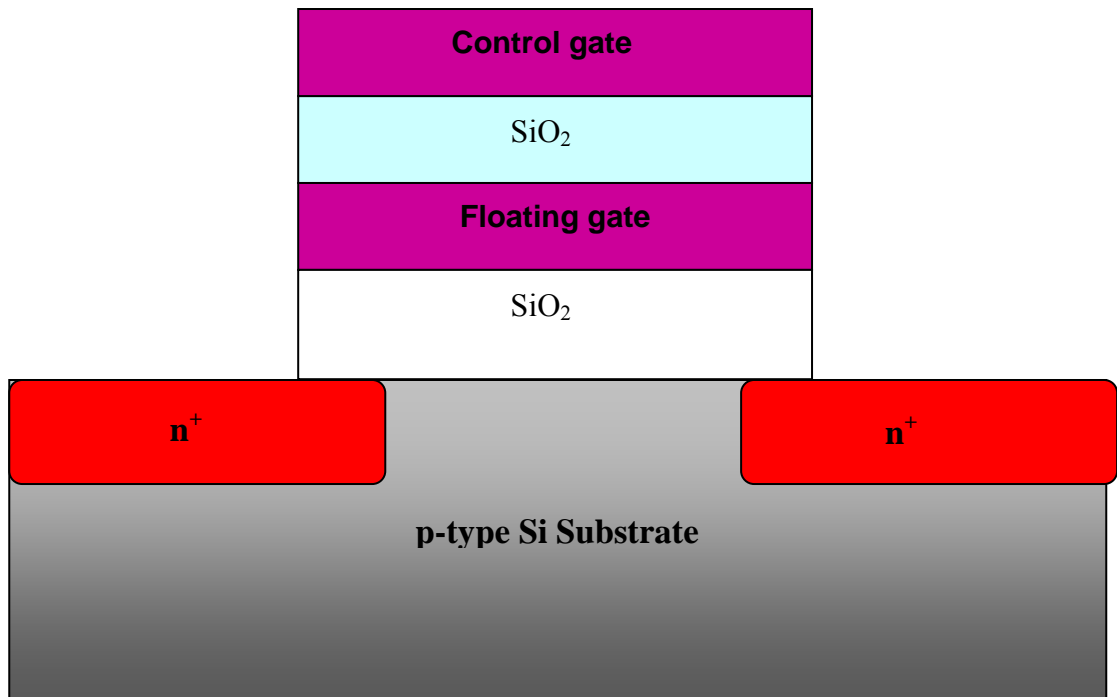 Control gate
SiO₂
Floating gate
SiO₂
n⁺
n⁺
p-type Si Substrate